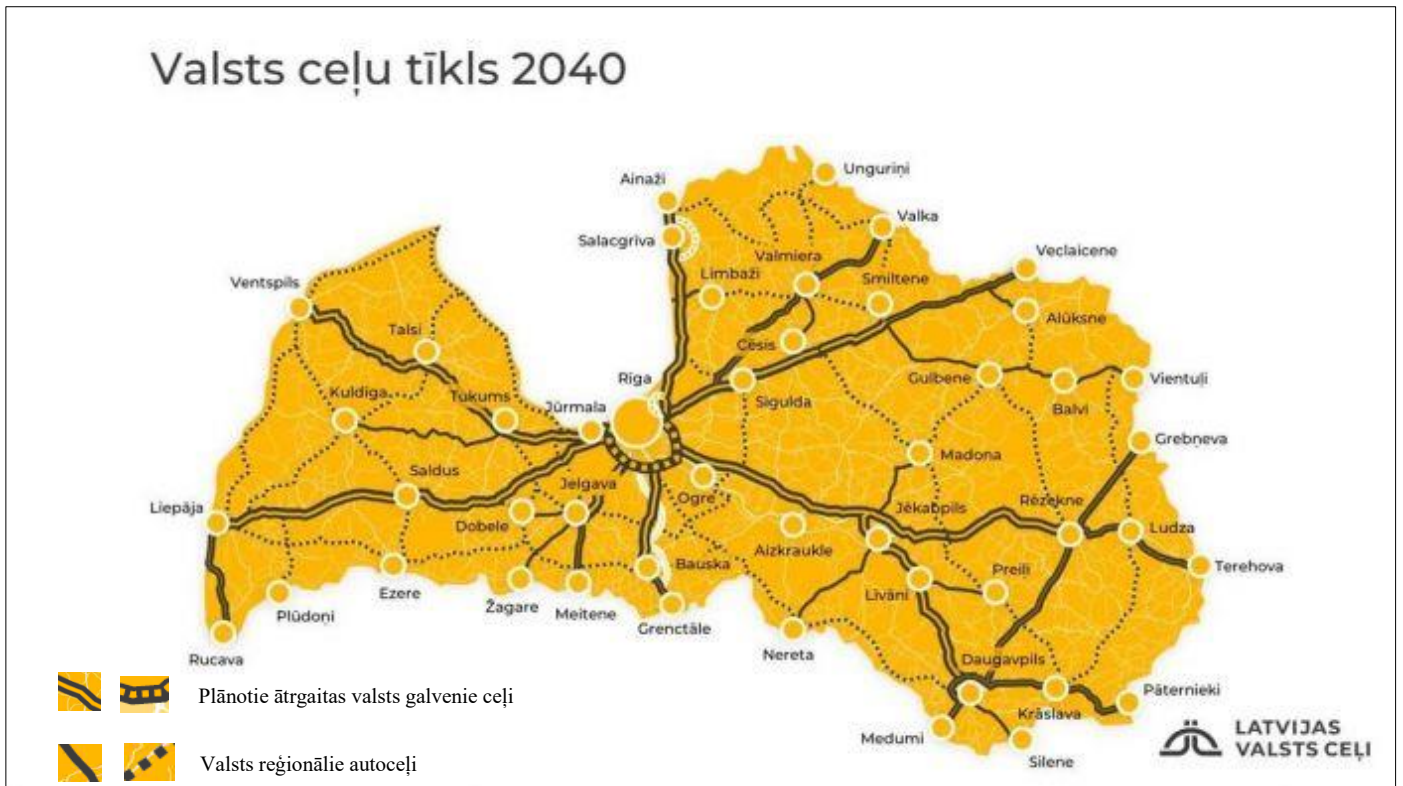 Valsts ceļu tīkls 2040
Ainaži
Unguriņi
Salacgrīva
Valka
Veclaicene
Valmiera
Limbaži
Smiltene
Ventspils
Alūksne
Talsi
Cēsis
Rīga
Gulbene
Vientuļi
Kuldīga
Tukums
Jūrmala
Sigulda
Balvi
Grebņeva
Madona
Saldus
Jelgava
Ogre
Liepāja
Dobele
Jēkabpils
Rēzekne
Ludza
Aizkraukle
Bauska
Terehova
Preiļi
Līvāni
Plūdoņi
Ezere
Žagare
Meitene
Grenctāle
Rucava
Nereta
Daugavpils
Pāternieki
Krāslava
Medumi
Silene
Plānotie ātrgaitas valsts galvenie ceļi
Valsts reģionālie autoceļi
LATVIJAS
VALSTS CEĻI